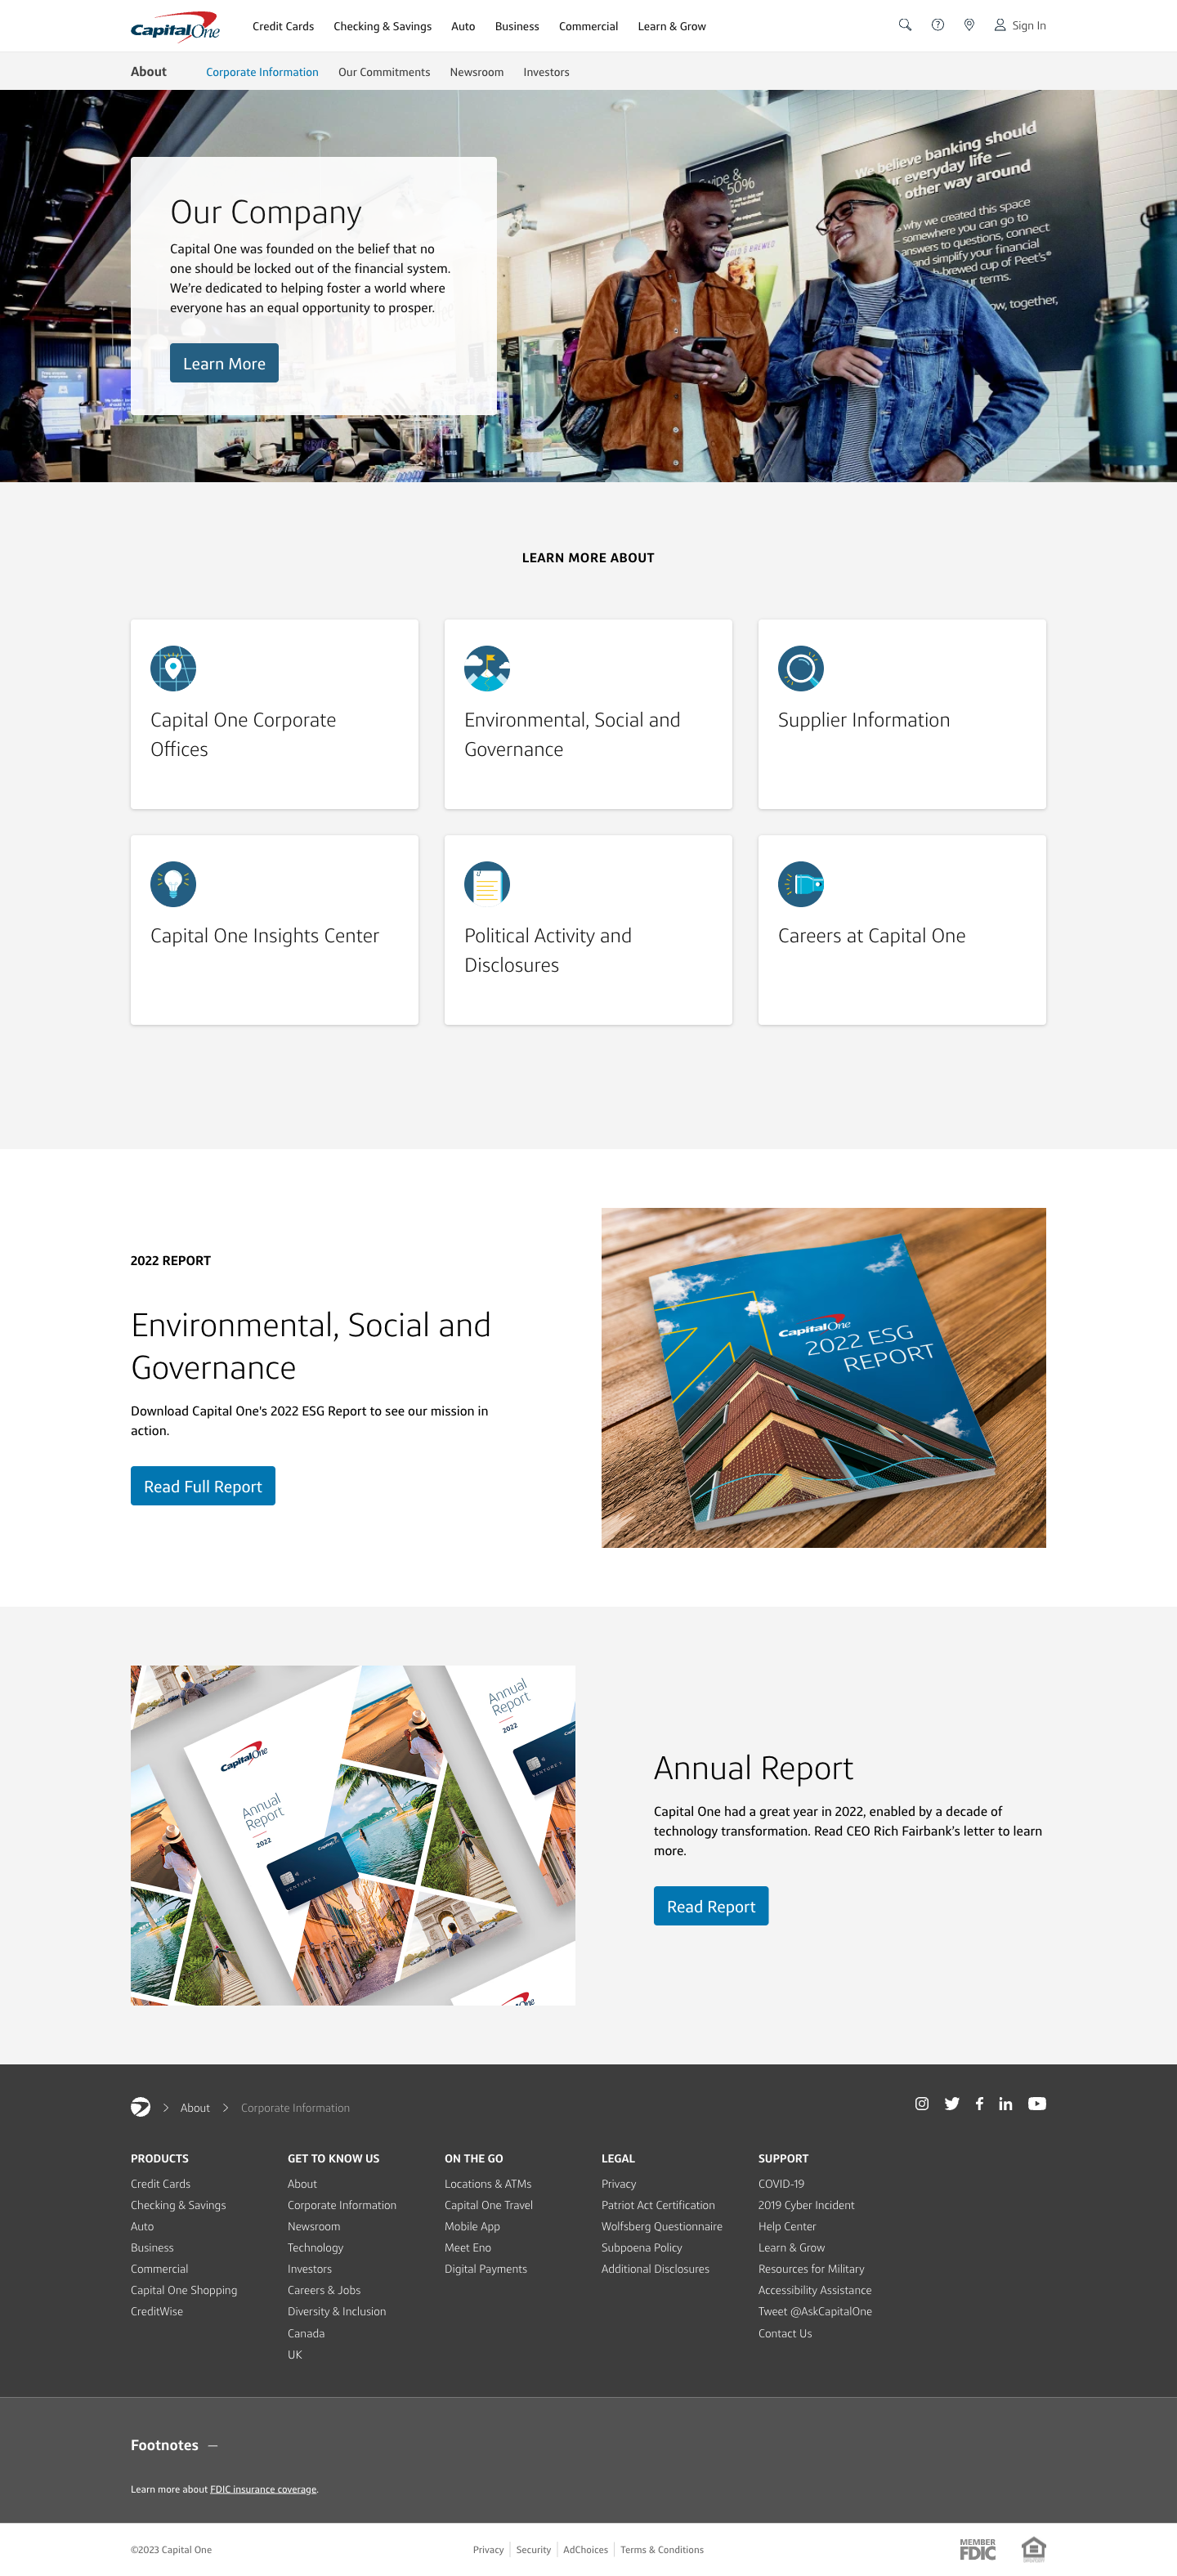 CapitalOne
Credit Cards
Checking & Savings
Auto
Business
Commercial
Learn & Grow
Sign In
About
Corporate Information
Our Commitments
Newsroom
Investors
Our Company
Capital One was founded on the belief that no
one should be locked out of the financial system.
We're dedicated to helping foster a world where
everyone has an equal opportunity to prosper.
Learn More
50%
We believe banking should
everyday life —
other way around
why we created this space
somewhere you can go to
answers to questions, connect
and simplify your financial
cup of Peet's®
ur terms.
ow, together,
LEARN MORE ABOUT
Capital One Corporate
Offices
Environmental, Social and
Governance
Supplier Information
Capital One Insights Center
Political Activity and
Disclosures
Careers at Capital One
2022 REPORT
Environmental, Social and
Governance
Download Capital One's 2022 ESG Report to see our mission in
action.
Read Full Report
CapitalOne
2022 ESG
REPORT
CapitalOne
Annual
Report
2022
VENTURE X
Annual
Report
2022
VENTURE X
Annual Report
Capital One had a great year in 2022, enabled by a decade of
technology transformation. Read CEO Rich Fairbank's letter to learn
more.
Read Report
About
Corporate Information
PRODUCTS
Credit Cards
Checking & Savings
Auto
Business
Commercial
Capital One Shopping
CreditWise
GET TO KNOW US
About
Corporate Information
Newsroom
Technology
Investors
Careers & Jobs
Diversity & Inclusion
Canada
UK
ON THE GO
Locations & ATMs
Capital One Travel
Mobile App
Meet Eno
Digital Payments
LEGAL
Privacy
Patriot Act Certification
Wolfsberg Questionnaire
Subpoena Policy
Additional Disclosures
SUPPORT
COVID-19
2019 Cyber Incident
Help Center
Learn & Grow
Resources for Military
Accessibility Assistance
Tweet @AskCapitalOne
Contact Us
Footnotes —
Learn more about FDIC insurance coverage.
©2023 Capital One
Privacy
Security
AdChoices
Terms & Conditions
MEMBER
FDIC